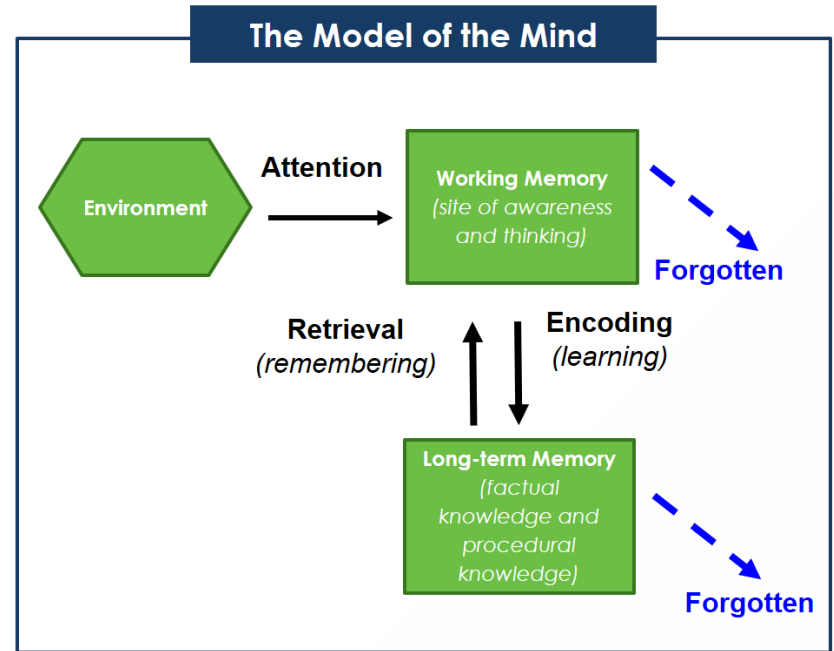 The Model of the Mind
Environment
Attention
Working Memory
(site of awareness
and thinking)
Forgotten
Retrieval
(remembering)
Encoding
(learning)
Long-term Memory
(factual
knowledge and
procedural
knowledge)
Forgotten